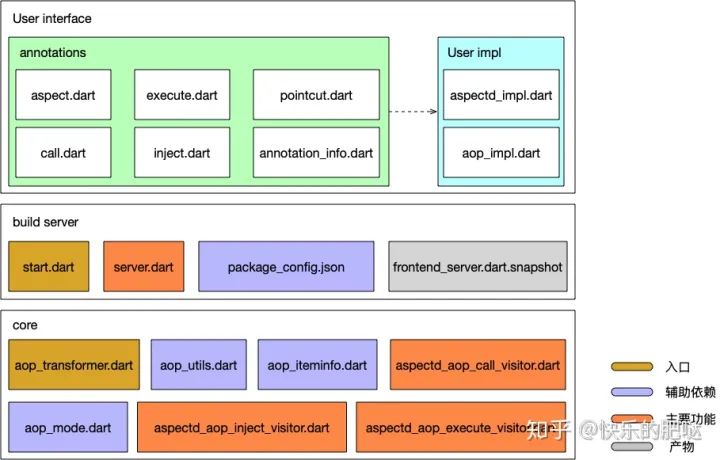 User interface
annotations
User impl
aspect.dart
execute.dart
pointcut.dart
aspectd_impl.dart
call.dart
inject.dart
annotation_info.dart
aop_impl.dart
build server
start.dart
server.dart
package_config.json
frontend_server.dart.snapshot
core
aop_transformer.dart
aop_utils.dart
aop_iteminfo.dart
aspectd_aop_call_visitor.dart
aop_mode.dart
aspectd_aop_inject_visitor.dart
aspectd_aop_execute_visitor.dart
入口
辅助依赖
主要功能
产物
知乎 @快乐的肥哒